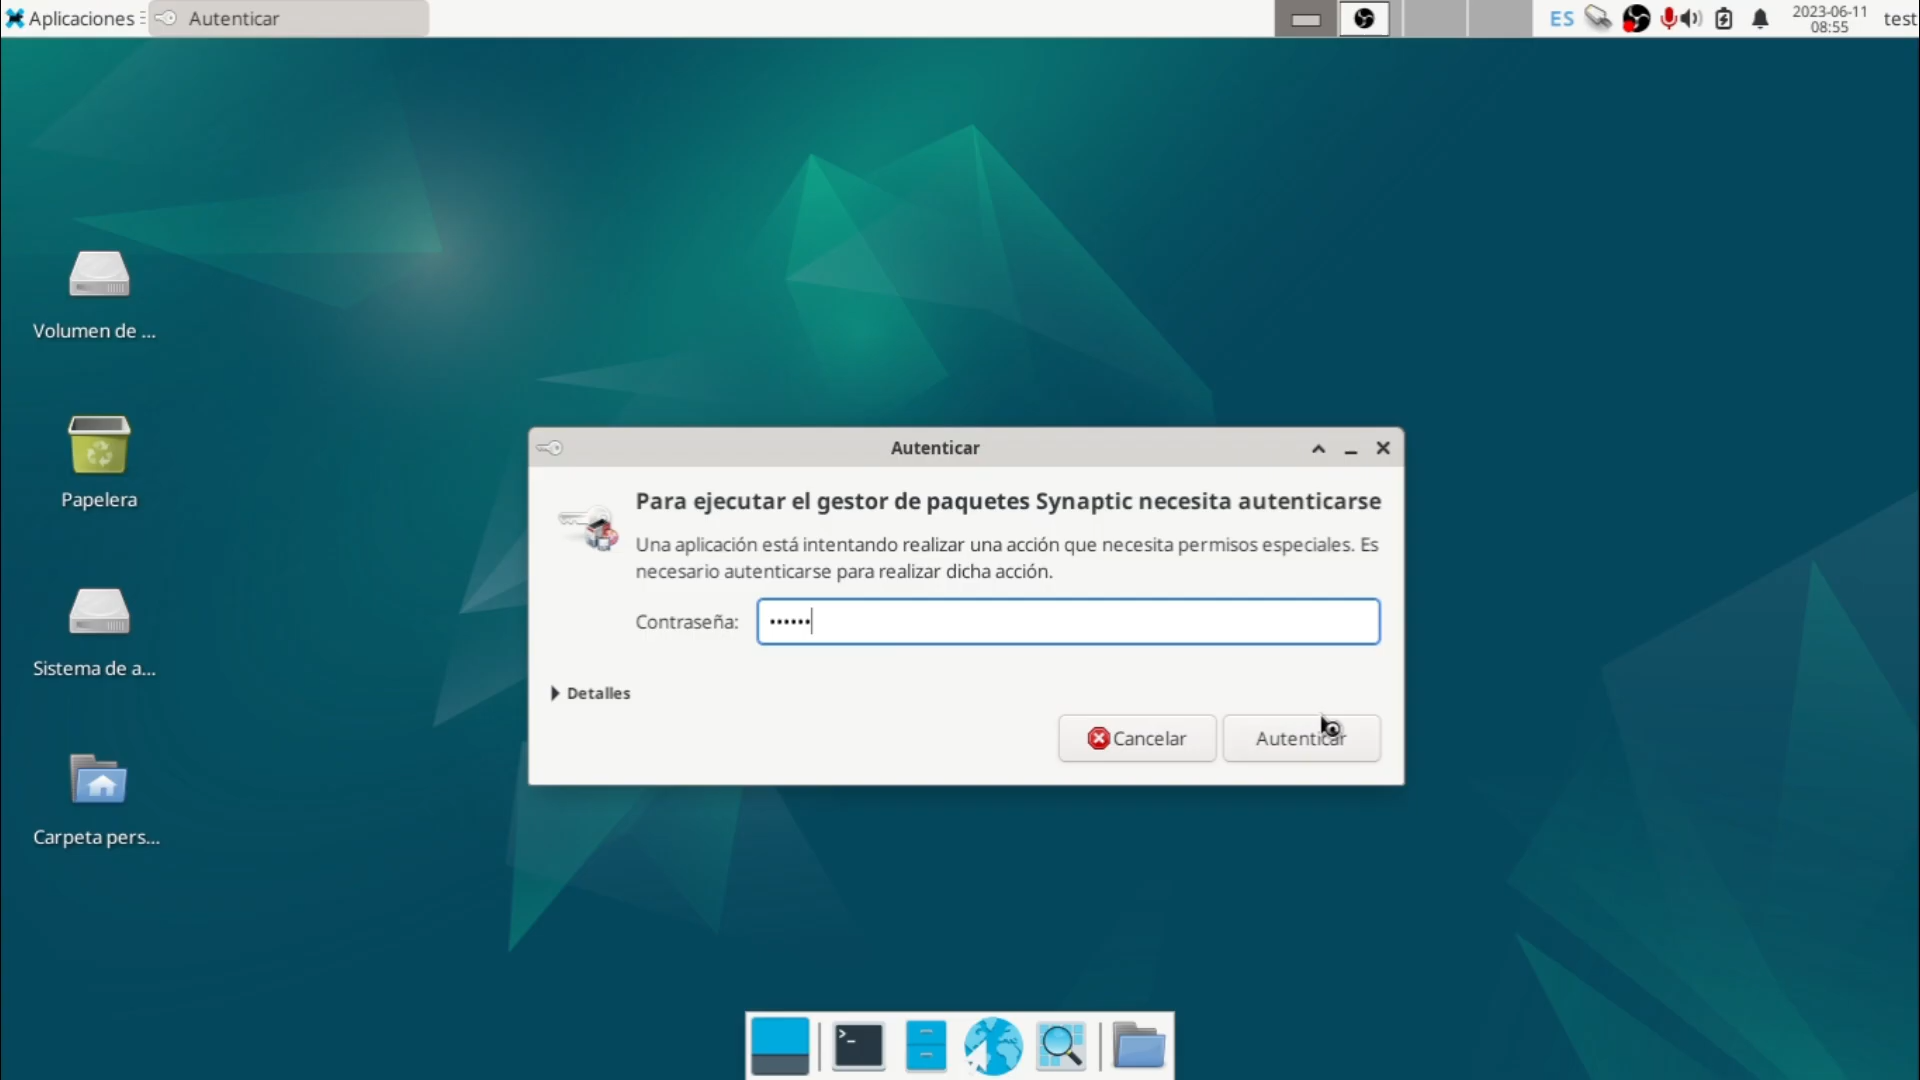 Aplicaciones
Autenticar
ES
2023-06-11
08:55
test
Volumen de ...
Papelera
Sistema de a...
Carpeta pers...
Autenticar
Para ejecutar el gestor de paquetes Synaptic necesita autenticarse
Una aplicación está intentando realizar una acción que necesita permisos especiales. Es
necesario autenticarse para realizar dicha acción.
Contraseña: ••••••
Detalles
Cancelar
Autenticar